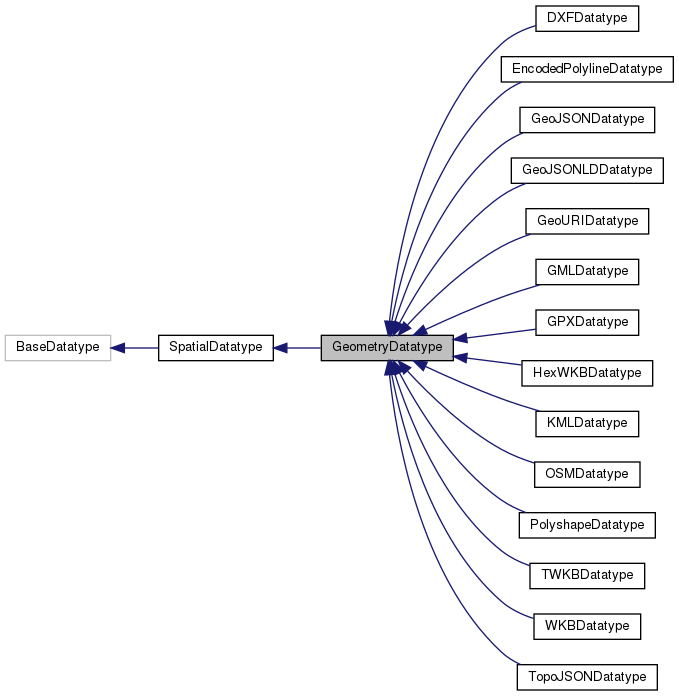 BaseDatatype
SpatialDatatype
GeometryDatatype
DXFDatatype
EncodedPolylineDatatype
GeoJSONDatatype
GeoJSONLDDatatype
GeoURIDatatype
GMLDatatype
GPXDatatype
HexWKBDatatype
KMLDatatype
OSMDatatype
PolyshapeDatatype
TWKBDatatype
WKBDatatype
TopoJSONDatatype